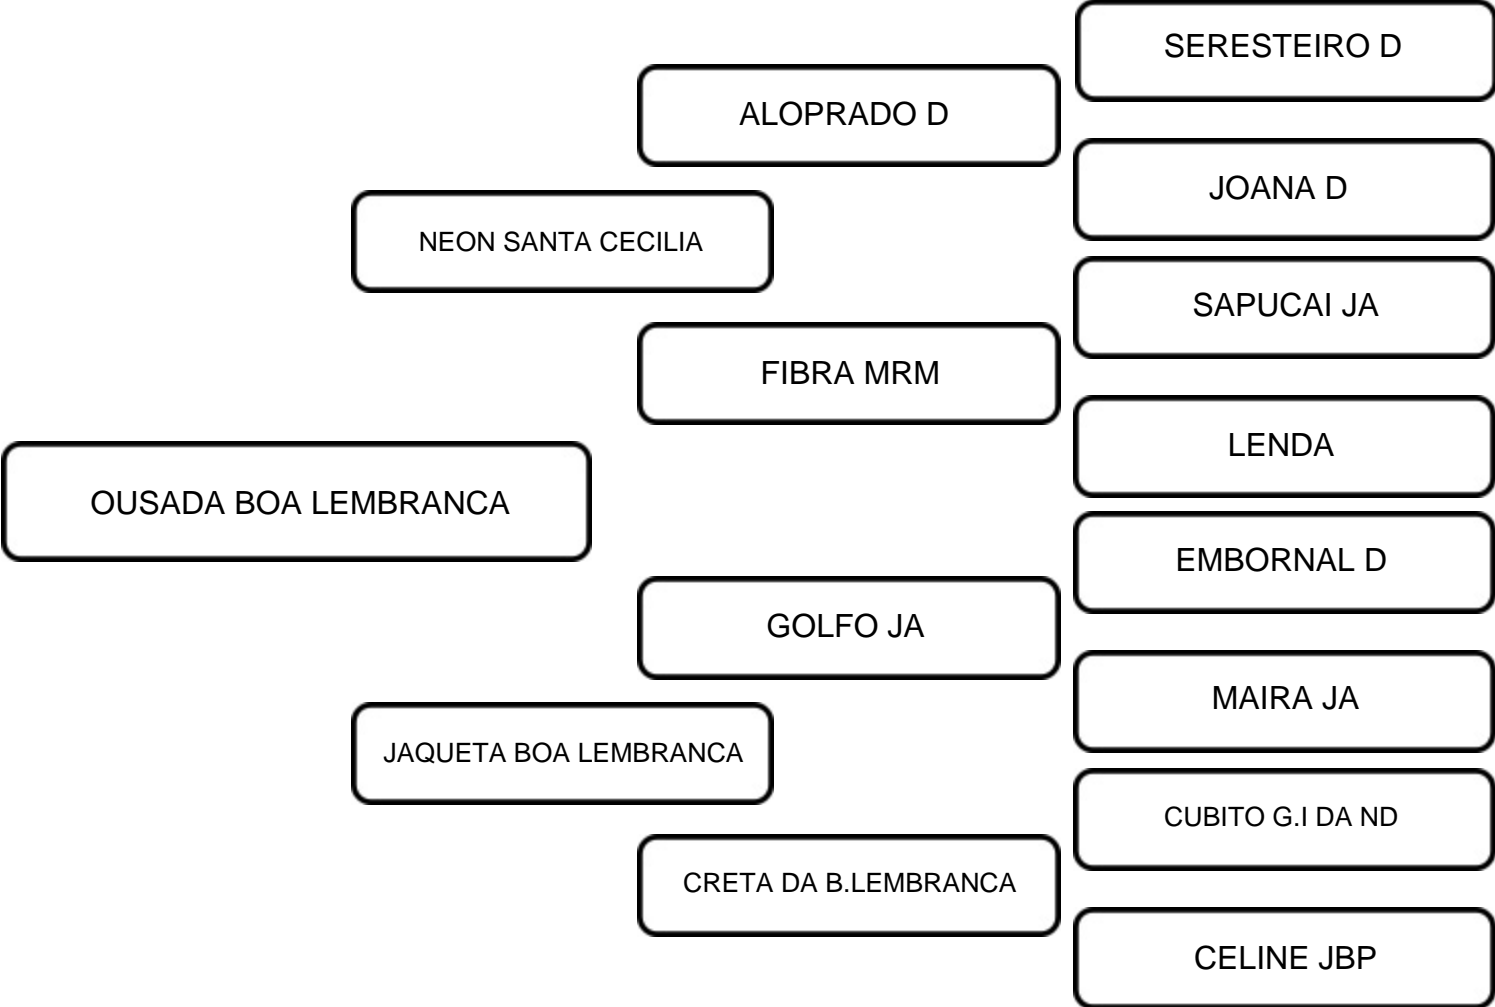 SERESTEIRO D
ALOPRADO D
JOANA D
NEON SANTA CECILIA
SAPUCAI JA
FIBRA MRM
LENDA
OUSADA BOA LEMBRANCA
EMBORNAL D
GOLFO JA
MAIRA JA
JAQUETA BOA LEMBRANCA
CUBITO G.I DA ND
CRETA DA B.LEMBRANCA
CELINE JBP